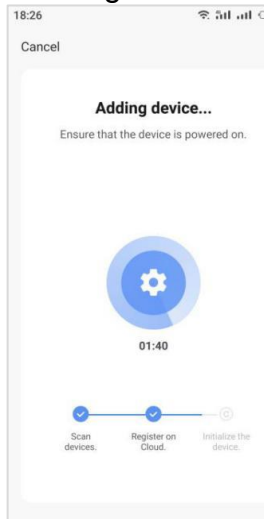 18:26
Cancel
Adding device...
Ensure that the device is powered on.
01:40
Scan devices.
Register on Cloud.
Initialize the device.